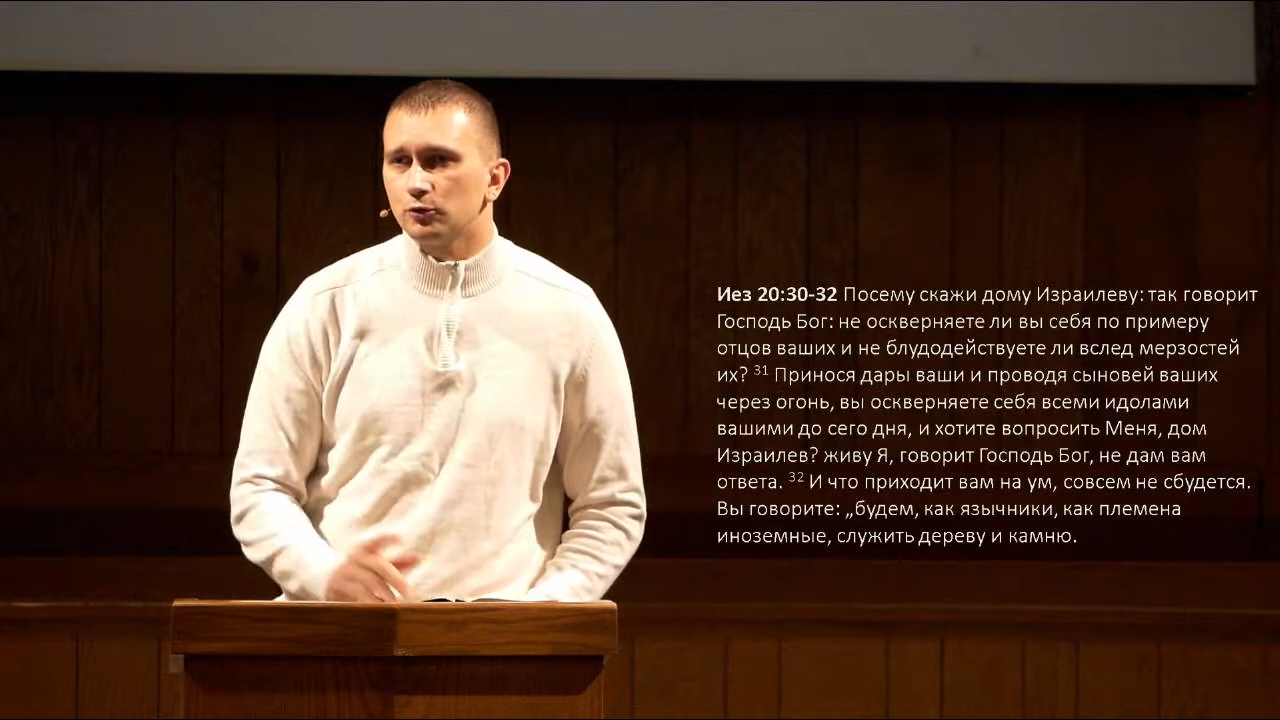 Иез 20:30-32 Посему скажи дому Израилеву: так говорит
Господь Бог: не оскверняете ли вы себя по примеру
отцов ваших и не блудодействуете ли вслед мерзостей
их? ³¹ Принося дары ваши и проводя сыновей ваших
через огонь, вы оскверняете себя всеми идолами
вашими до сего дня, и хотите вопросить Меня, дом
Израилев? живу Я, говорит Господь Бог, не дам вам
ответа. ³² И что приходит вам на ум, совсем не сбудется.
Вы говорите: „будем, как язычники, как племена
иноземные, служить дереву и камню.